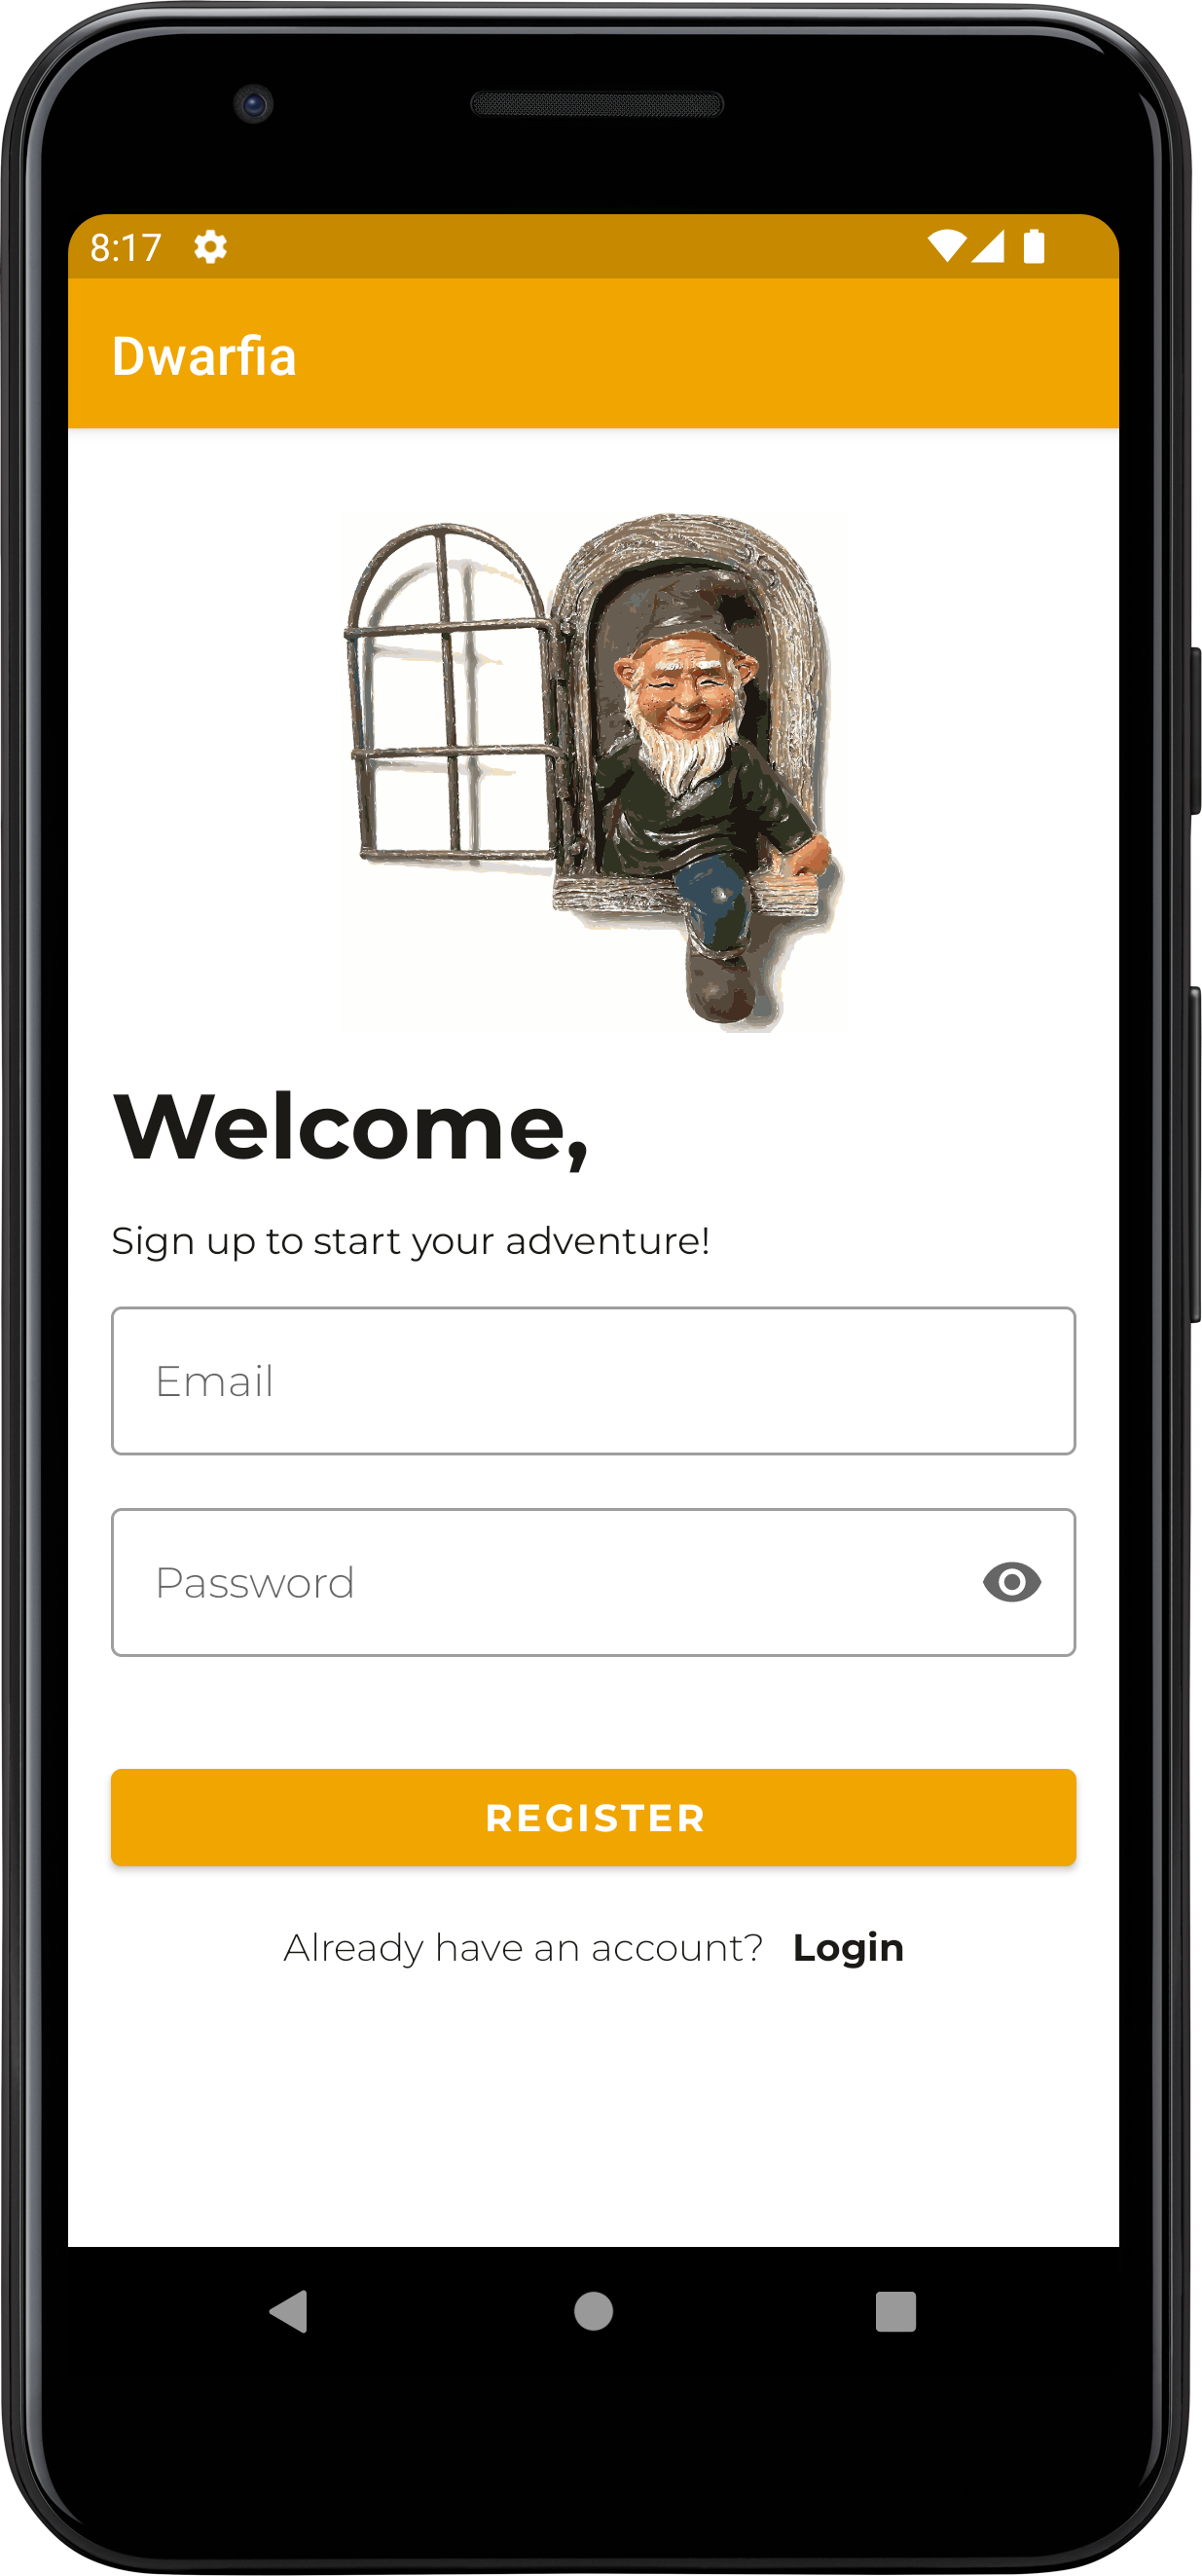 8:17
Dwarfia
Welcome,
Sign up to start your adventure!
Email
Password
REGISTER
Already have an account? Login